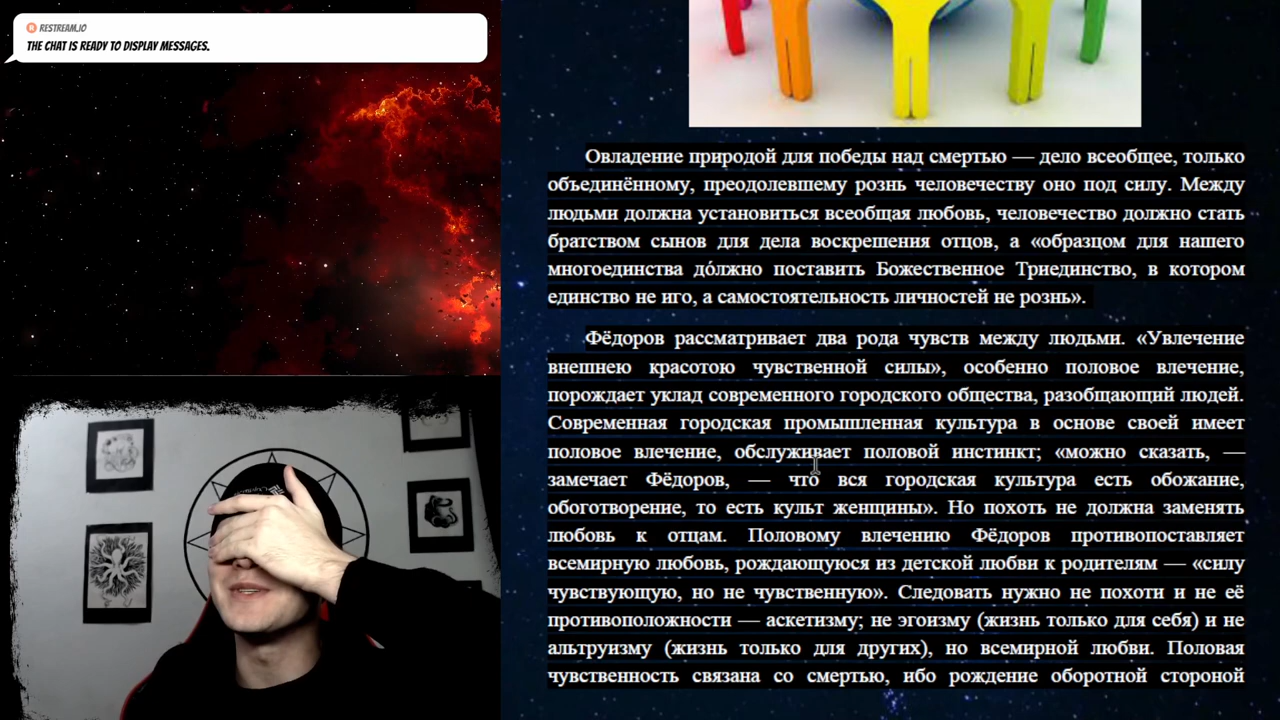 RESTREAM.IO
THE CHAT IS READY TO DISPLAY MESSAGES.
Овладение природой для победы над смертью — дело всеобщее, только
объединённому, преодолевшему рознь человечеству оно под силу. Между
людьми должна установиться всеобщая любовь, человечество должно стать
братством сынов для дела воскрешения отцов, а «образцом для нашего
многоединства до́лжно поставить Божественное Триединство, в котором
единство не иго, а самостоятельность личностей не рознь».
Фёдоров рассматривает два рода чувств между людьми. «Увлечение
внешнею красотою чувственной силы», особенно половое влечение,
порождает уклад современного городского общества, разобщающий людей.
Современная городская промышленная культура в основе своей имеет
половое влечение, обслуживает половой инстинкт; «можно сказать, —
замечает Фёдоров, — что вся городская культура есть обожание,
обоготворение, то есть культ женщины». Но похоть не должна заменять
любовь к отцам. Половому влечению Фёдоров противопоставляет
всемирную любовь, рождающуюся из детской любви к родителям — «силу
чувствующую, но не чувственную». Следовать нужно не похоти и не её
противоположности — аскетизму; не эгоизму (жизнь только для себя) и не
альтруизму (жизнь только для других), но всемирной любви. Половая
чувственность связана со смертью, ибо рождение оборотной стороной